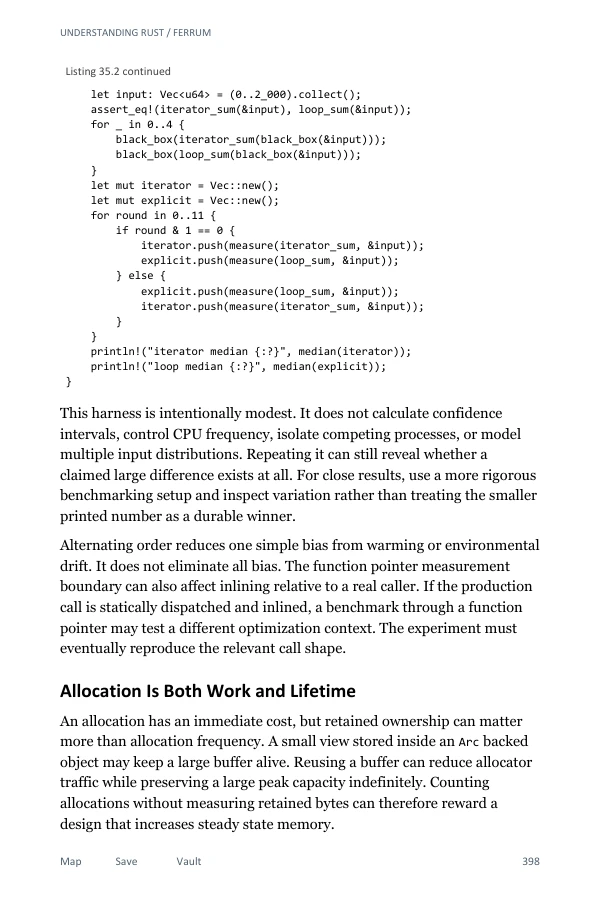 UNDERSTANDING RUST / FERRUM
Listing 35.2 continued
    let input: Vec<u64> = (0..2_000).collect();
    assert_eq!(iterator_sum(&input), loop_sum(&input));
    for _ in 0..4 {
        black_box(iterator_sum(black_box(&input)));
        black_box(loop_sum(black_box(&input)));
    }
    let mut iterator = Vec::new();
    let mut explicit = Vec::new();
    for round in 0..11 {
        if round & 1 == 0 {
            iterator.push(measure(iterator_sum, &input));
            explicit.push(measure(loop_sum, &input));
        } else {
            explicit.push(measure(loop_sum, &input));
            iterator.push(measure(iterator_sum, &input));
        }
    }
    println!("iterator median {:?}", median(iterator));
    println!("loop median {:?}", median(explicit));
}
This harness is intentionally modest. It does not calculate confidence
intervals, control CPU frequency, isolate competing processes, or model
multiple input distributions. Repeating it can still reveal whether a
claimed large difference exists at all. For close results, use a more rigorous
benchmarking setup and inspect variation rather than treating the smaller
printed number as a durable winner.
Alternating order reduces one simple bias from warming or environmental
drift. It does not eliminate all bias. The function pointer measurement
boundary can also affect inlining relative to a real caller. If the production
call is statically dispatched and inlined, a benchmark through a function
pointer may test a different optimization context. The experiment must
eventually reproduce the relevant call shape.
Allocation Is Both Work and Lifetime
An allocation has an immediate cost, but retained ownership can matter
more than allocation frequency. A small view stored inside an Arc backed
object may keep a large buffer alive. Reusing a buffer can reduce allocator
traffic while preserving a large peak capacity indefinitely. Counting
allocations without measuring retained bytes can therefore reward a
design that increases steady state memory.
Map Save Vault 398